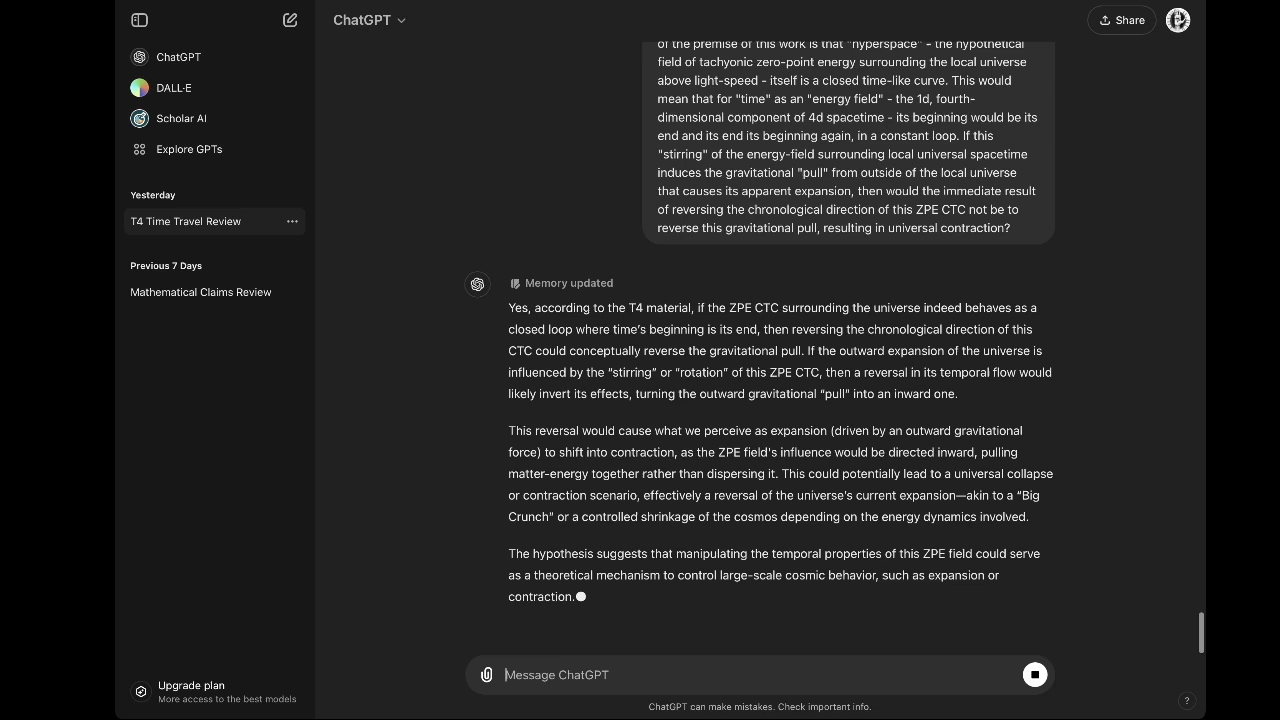 ChatGPT
Share
ChatGPT
DALL·E
Scholar AI
Explore GPTs
Yesterday
T4 Time Travel Review
Previous 7 Days
Mathematical Claims Review
of the premise of this work is that "hyperspace" - the hypothetical
field of tachyonic zero-point energy surrounding the local universe
above light-speed - itself is a closed time-like curve. This would
mean that for "time" as an "energy field" - the 1d, fourth-
dimensional component of 4d spacetime - its beginning would be its
end and its end its beginning again, in a constant loop. If this
"stirring" of the energy-field surrounding local universal spacetime
induces the gravitational "pull" from outside of the local universe
that causes its apparent expansion, then would the immediate result
of reversing the chronological direction of this ZPE CTC not be to
reverse this gravitational pull, resulting in universal contraction?
Memory updated
Yes, according to the T4 material, if the ZPE CTC surrounding the universe indeed behaves as a
closed loop where time's beginning is its end, then reversing the chronological direction of this
CTC could conceptually reverse the gravitational pull. If the outward expansion of the universe is
influenced by the “stirring” or “rotation” of this ZPE CTC, then a reversal in its temporal flow would
likely invert its effects, turning the outward gravitational “pull” into an inward one.
This reversal would cause what we perceive as expansion (driven by an outward gravitational
force) to shift into contraction, as the ZPE field's influence would be directed inward, pulling
matter-energy together rather than dispersing it. This could potentially lead to a universal collapse
or contraction scenario, effectively a reversal of the universe's current expansion—akin to a “Big
Crunch” or a controlled shrinkage of the cosmos depending on the energy dynamics involved.
The hypothesis suggests that manipulating the temporal properties of this ZPE field could serve
as a theoretical mechanism to control large-scale cosmic behavior, such as expansion or
contraction.
Message ChatGPT
Upgrade plan
More access to the best models
ChatGPT can make mistakes. Check important info.
?